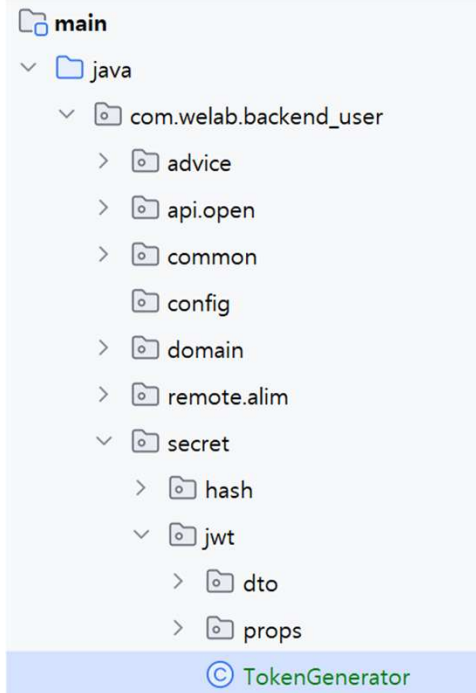 main
java
com.welab.backend_user
advice
api.open
common
config
domain
remote.alim
secret
hash
jwt
dto
props
TokenGenerator